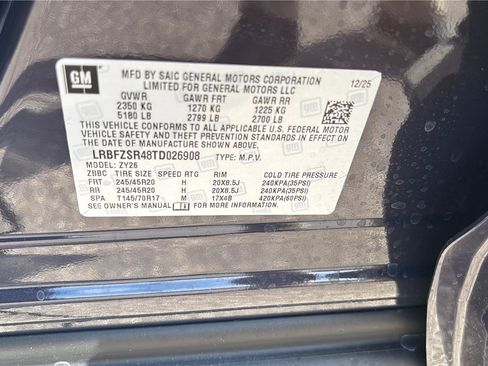 GM
MFD BY SAIC GENERAL MOTORS CORPORATION 12/25
LIMITED FOR GENERAL MOTORS LLC
GVWR GAWR FRT GAWR RR
2350 KG 1270 KG 1225 KG
5180 LB 2799 LB 2700 LB
THIS VEHICLE CONFORMS TO ALL APPLICABLE U.S. FEDERAL MOTOR
VEHICLE SAFETY AND THEFT PREVENTION STANDARDS IN EFFECT ON
THE DATE OF MANUFACTURE SHOWN ABOVE.
LRBFZSR48TD026908 TYPE: M.P.V.
MODEL: ZY26
ZBBC TIRE SIZE SPEED RTG RIM COLD TIRE PRESSURE
FRT 245/45R20 H 20X8.5J 240KPA(35PSI)
RR 245/45R20 H 20X8.5J 240KPA(35PSI)
SPA T145/70R17 M 17X4B 420KPA(60PSI)
SEE OWNER'S MANUAL FOR MORE INFORMATION.